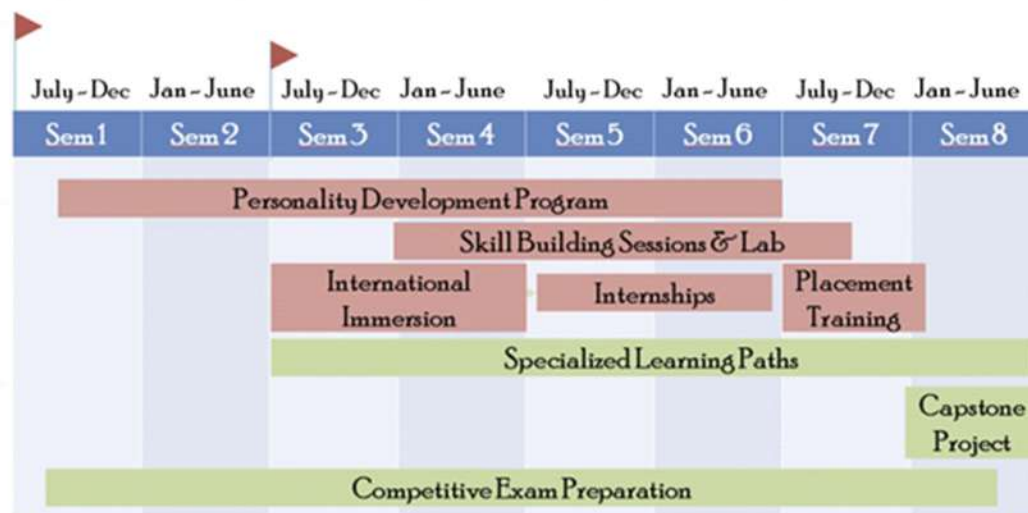 July-Dec Jan-June July-Dec Jan-June July-Dec Jan-June July-Dec Jan-June
Sem1 Sem2 Sem3 Sem4 Sem5 Sem6 Sem7 Sem8
Personality Development Program
Skill Building Sessions & Lab
International
Immersion
Internships
Placement
Training
Specialized Learning Paths
Capstone
Project
Competitive Exam Preparation